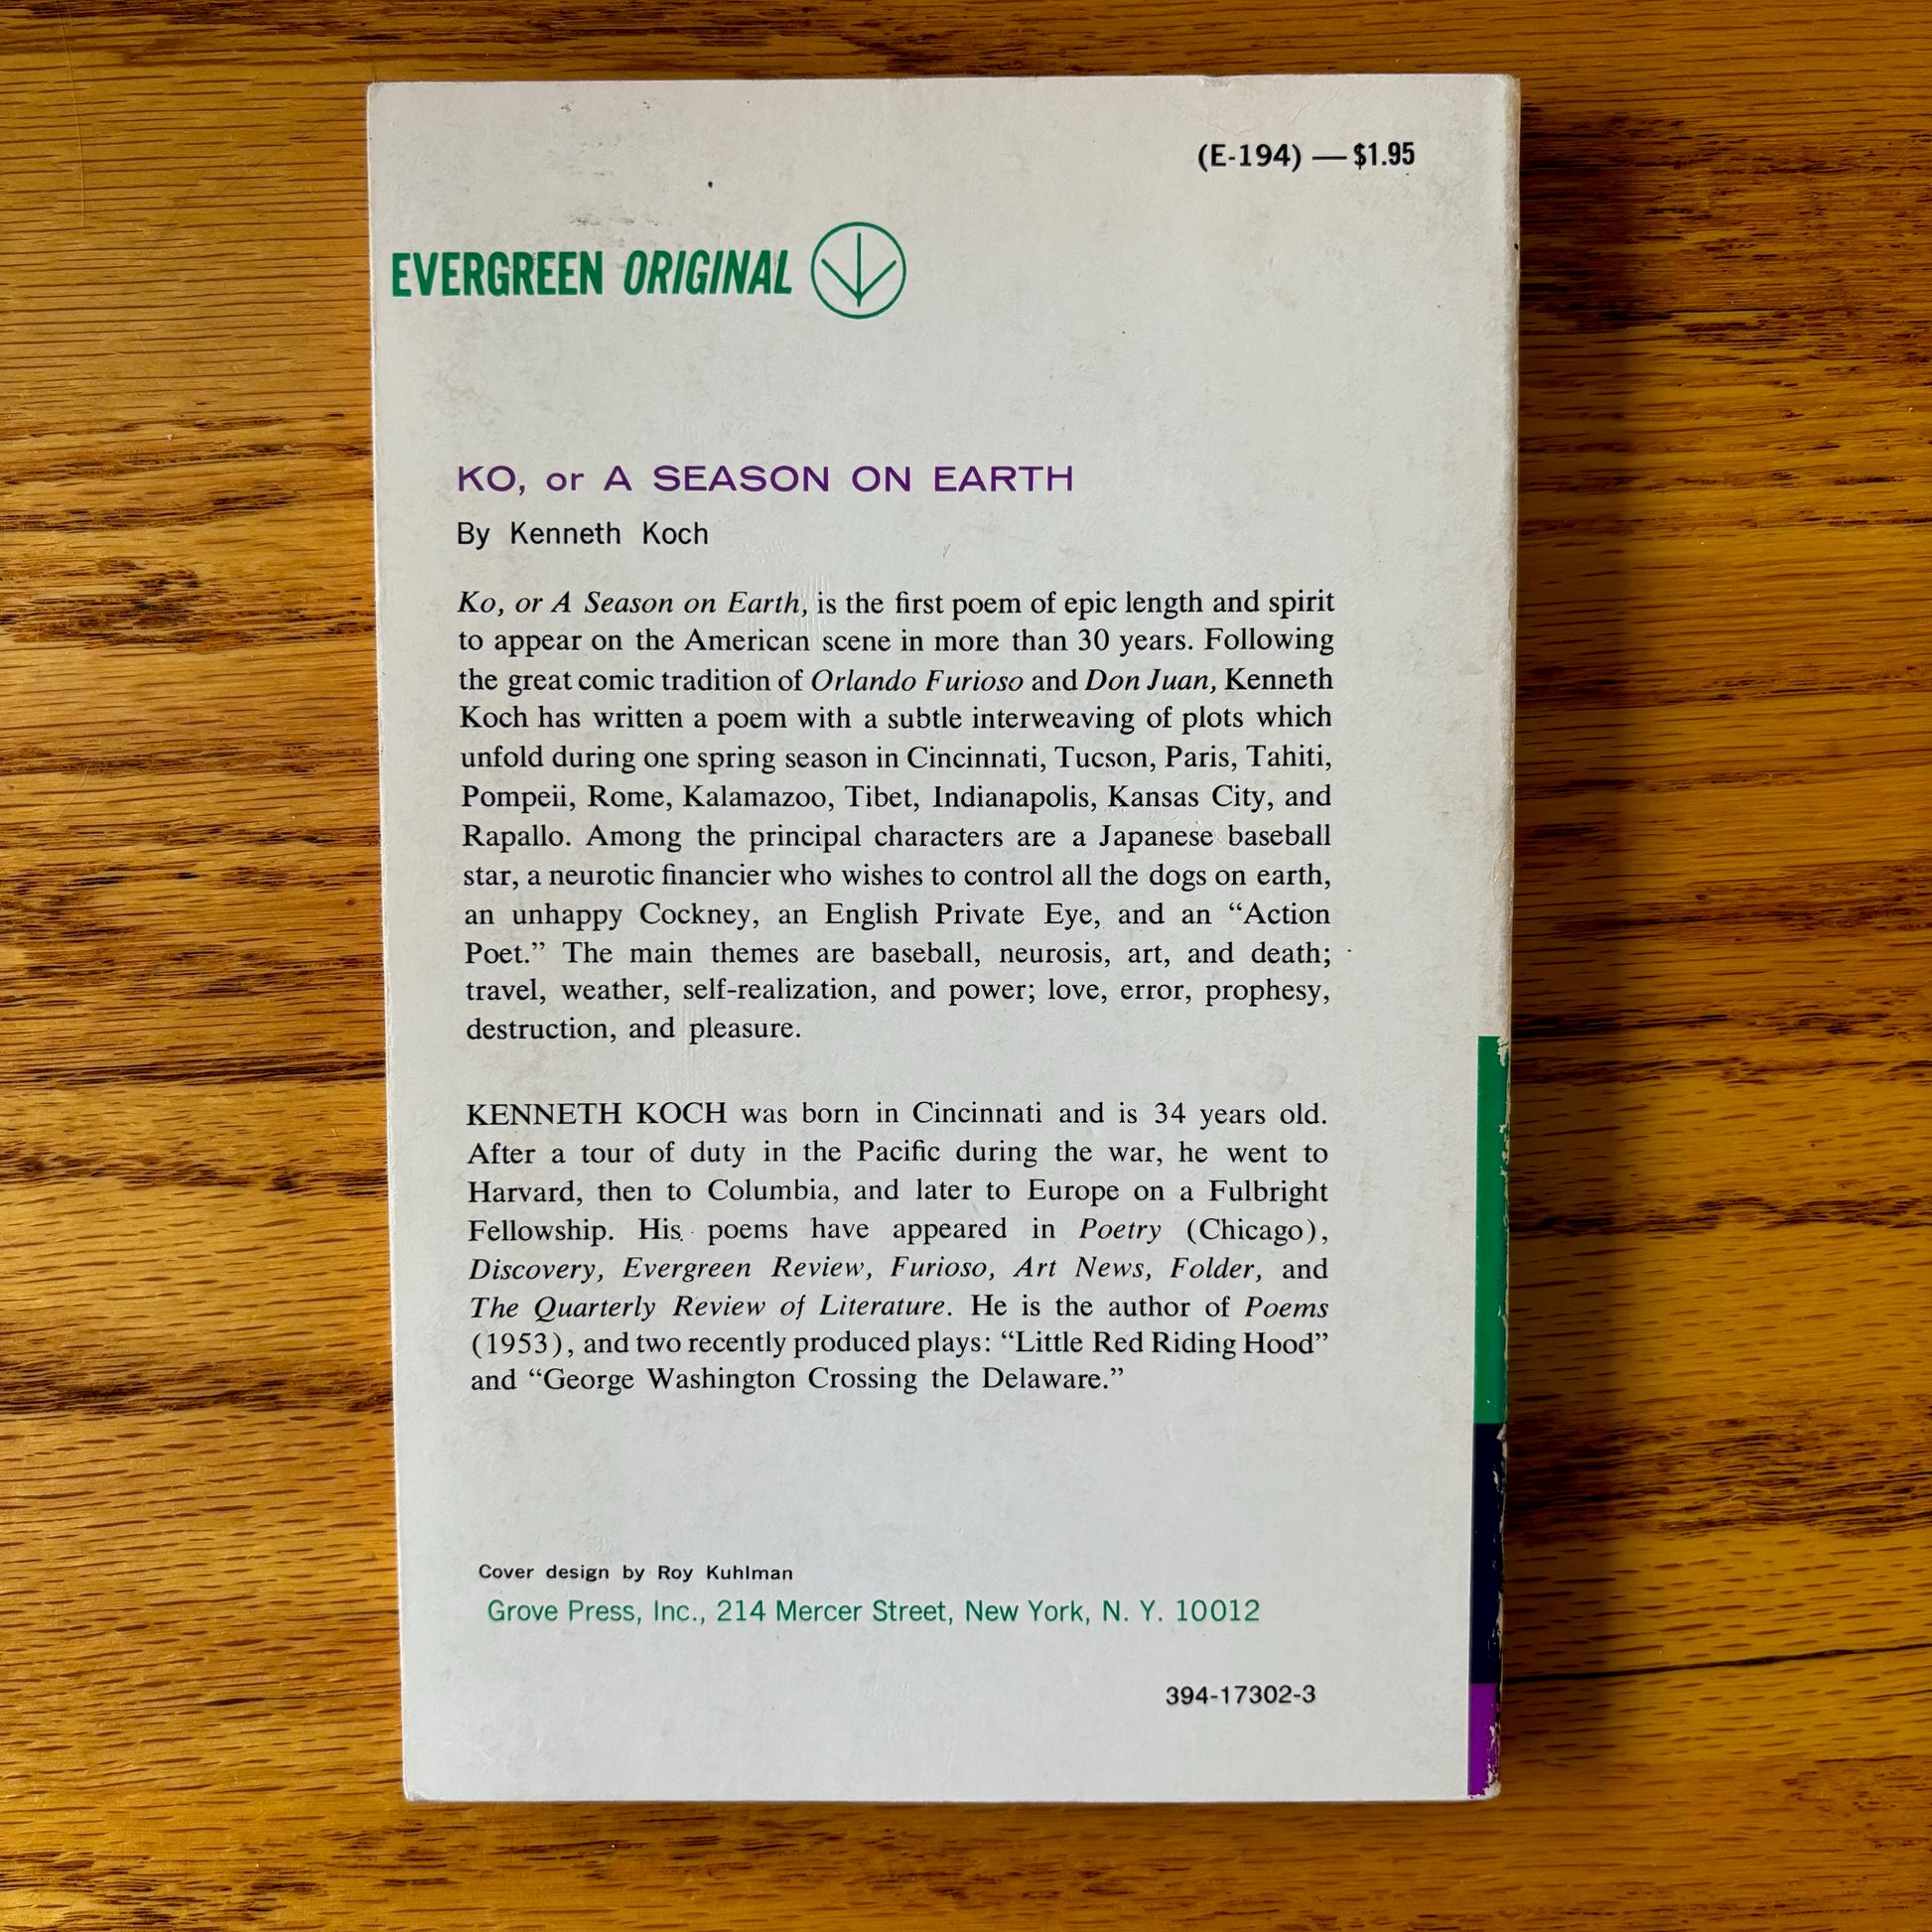 (E-194) — $1.95
EVERGREEN ORIGINAL
KO, or A SEASON ON EARTH
By Kenneth Koch
Ko, or A Season on Earth, is the first poem of epic length and spirit
to appear on the American scene in more than 30 years. Following
the great comic tradition of Orlando Furioso and Don Juan, Kenneth
Koch has written a poem with a subtle interweaving of plots which
unfold during one spring season in Cincinnati, Tucson, Paris, Tahiti,
Pompeii, Rome, Kalamazoo, Tibet, Indianapolis, Kansas City, and
Rapallo. Among the principal characters are a Japanese baseball
star, a neurotic financier who wishes to control all the dogs on earth,
an unhappy Cockney, an English Private Eye, and an “Action
Poet.” The main themes are baseball, neurosis, art, and death;
travel, weather, self-realization, and power; love, error, prophesy,
destruction, and pleasure.
KENNETH KOCH was born in Cincinnati and is 34 years old.
After a tour of duty in the Pacific during the war, he went to
Harvard, then to Columbia, and later to Europe on a Fulbright
Fellowship. His poems have appeared in Poetry (Chicago),
Discovery, Evergreen Review, Furioso, Art News, Folder, and
The Quarterly Review of Literature. He is the author of Poems
(1953), and two recently produced plays: “Little Red Riding Hood”
and “George Washington Crossing the Delaware.”
Cover design by Roy Kuhlman
Grove Press, Inc., 214 Mercer Street, New York, N. Y. 10012
394-17302-3